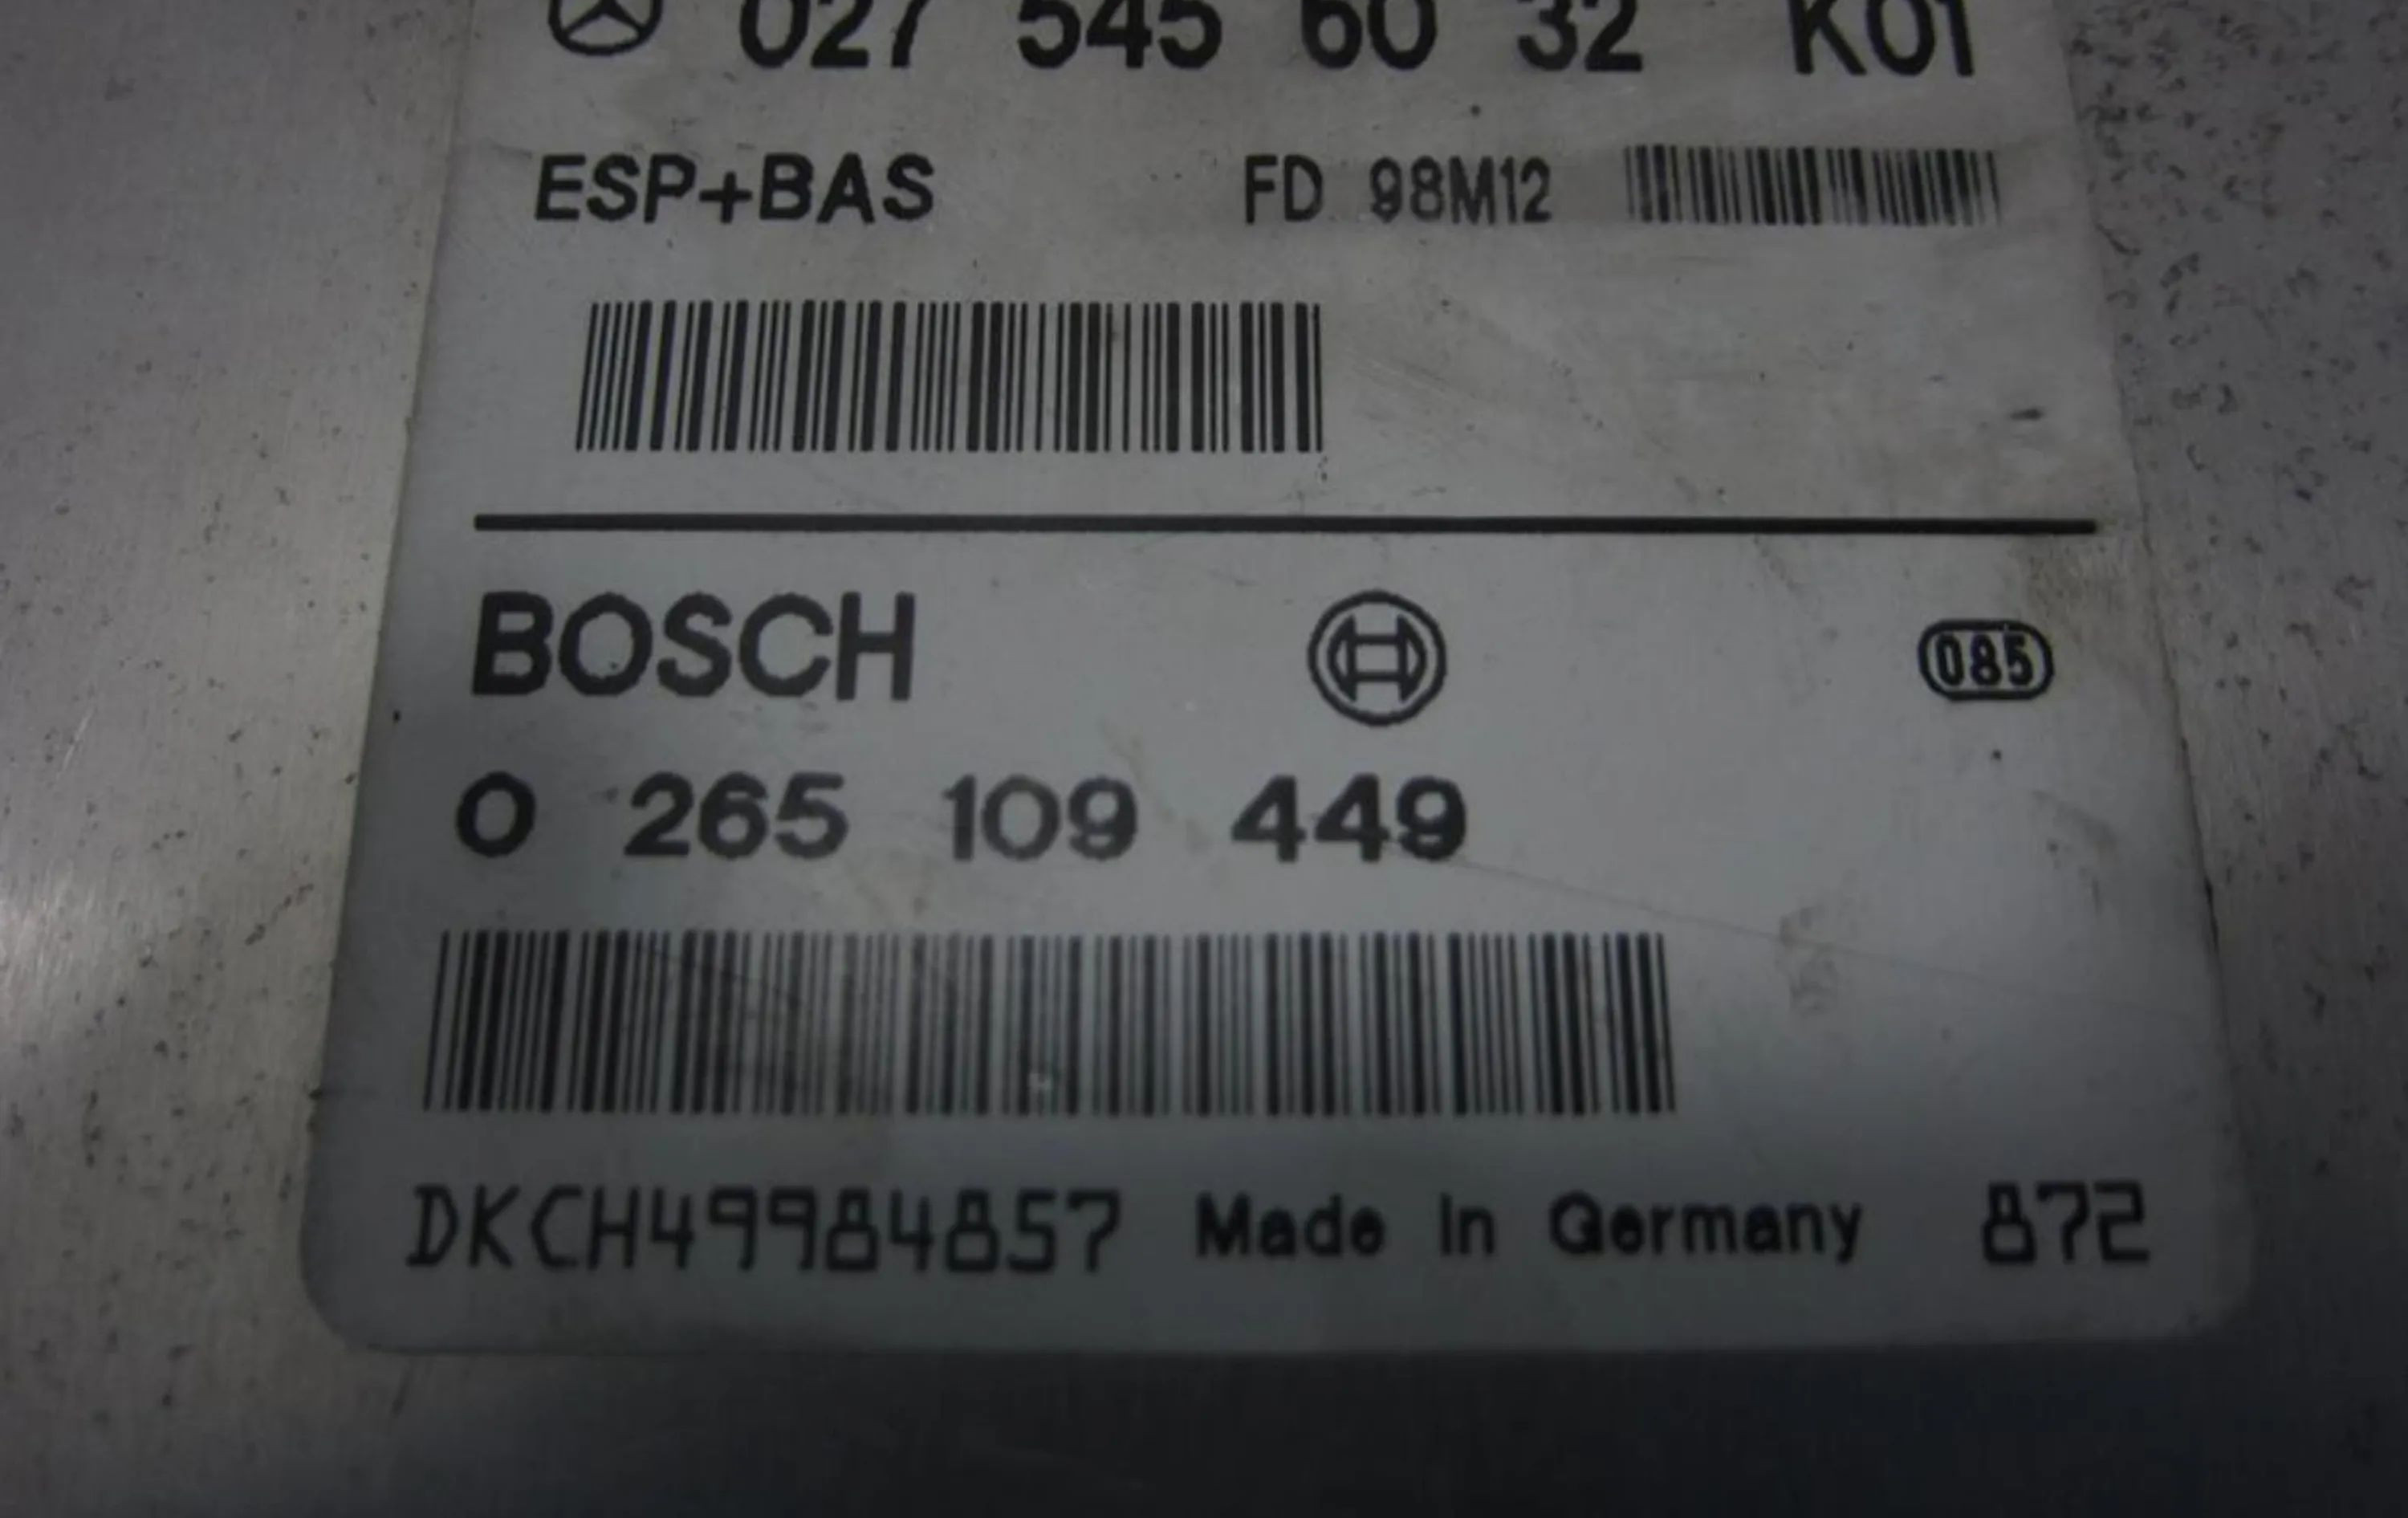 027 545 60 32 K01
ESP+BAS FD 98M12
BOSCH 085
0 265 109 449
DKCH49984857 Made In Germany 872